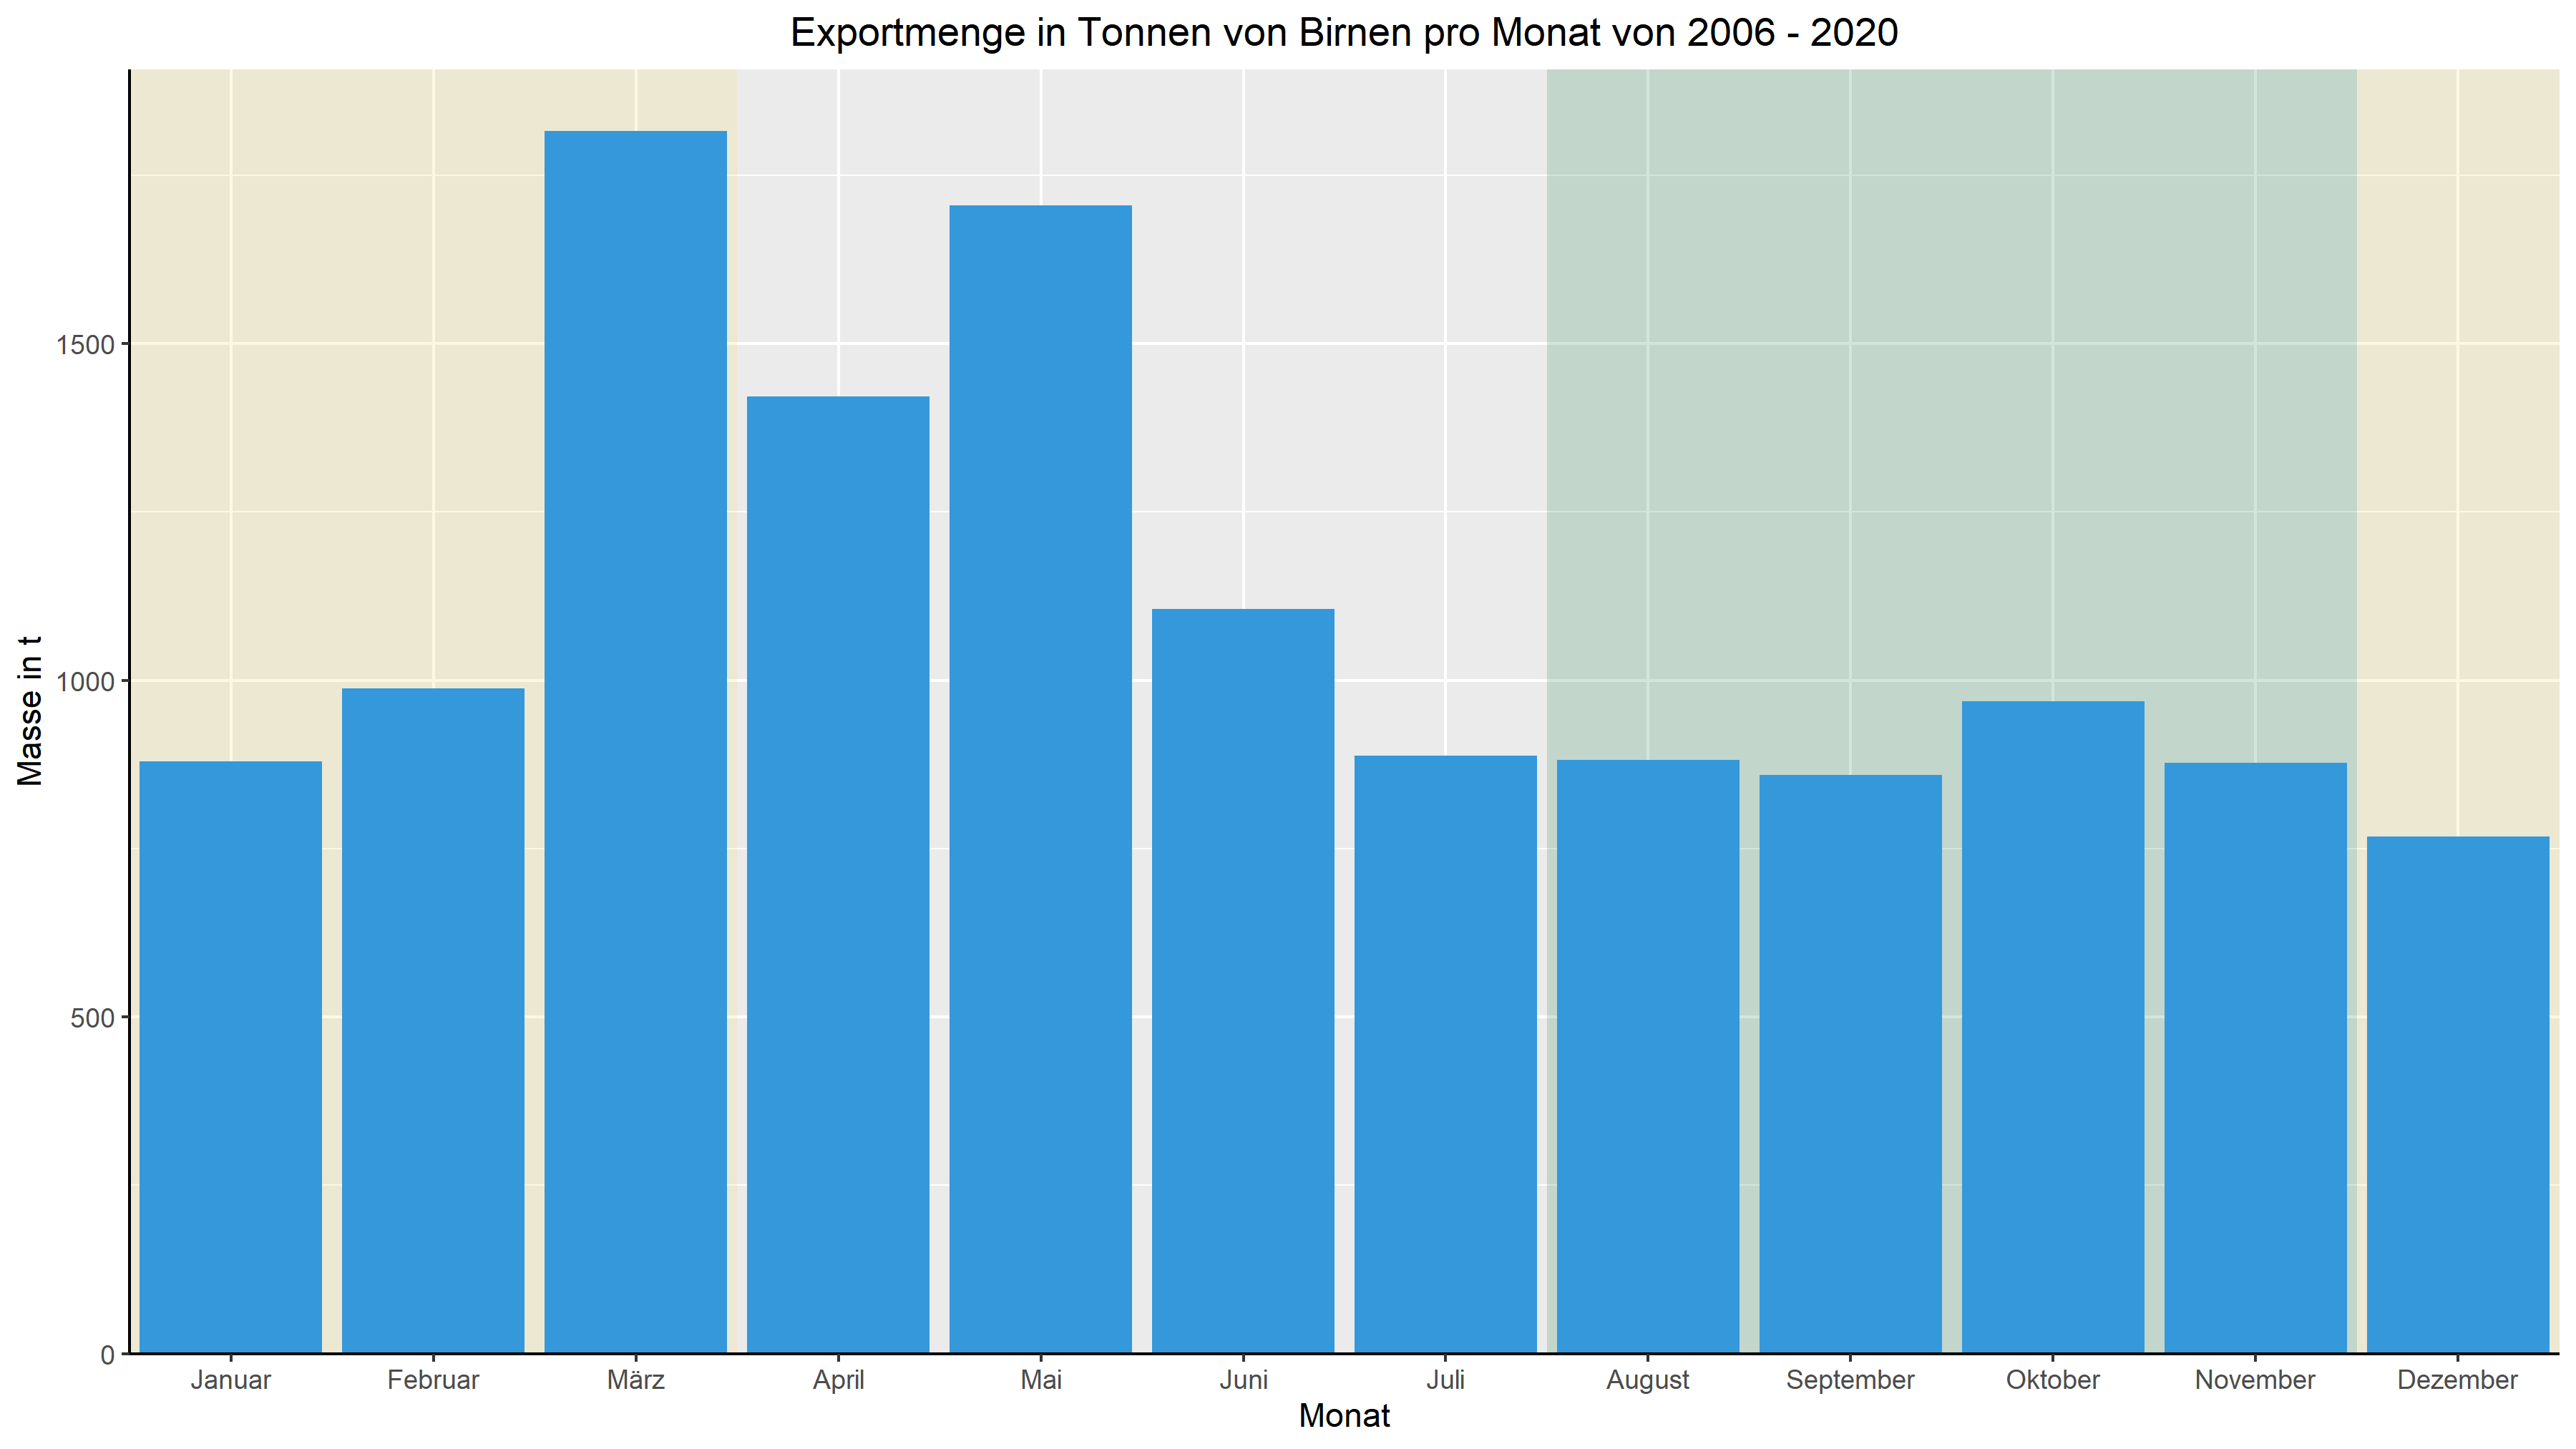 Exportmenge in Tonnen von Birnen pro Monat von 2006 - 2020
Masse in t
1500
1000
500
0
Januar Februar März April Mai Juni Juli August September Oktober November Dezember
Monat